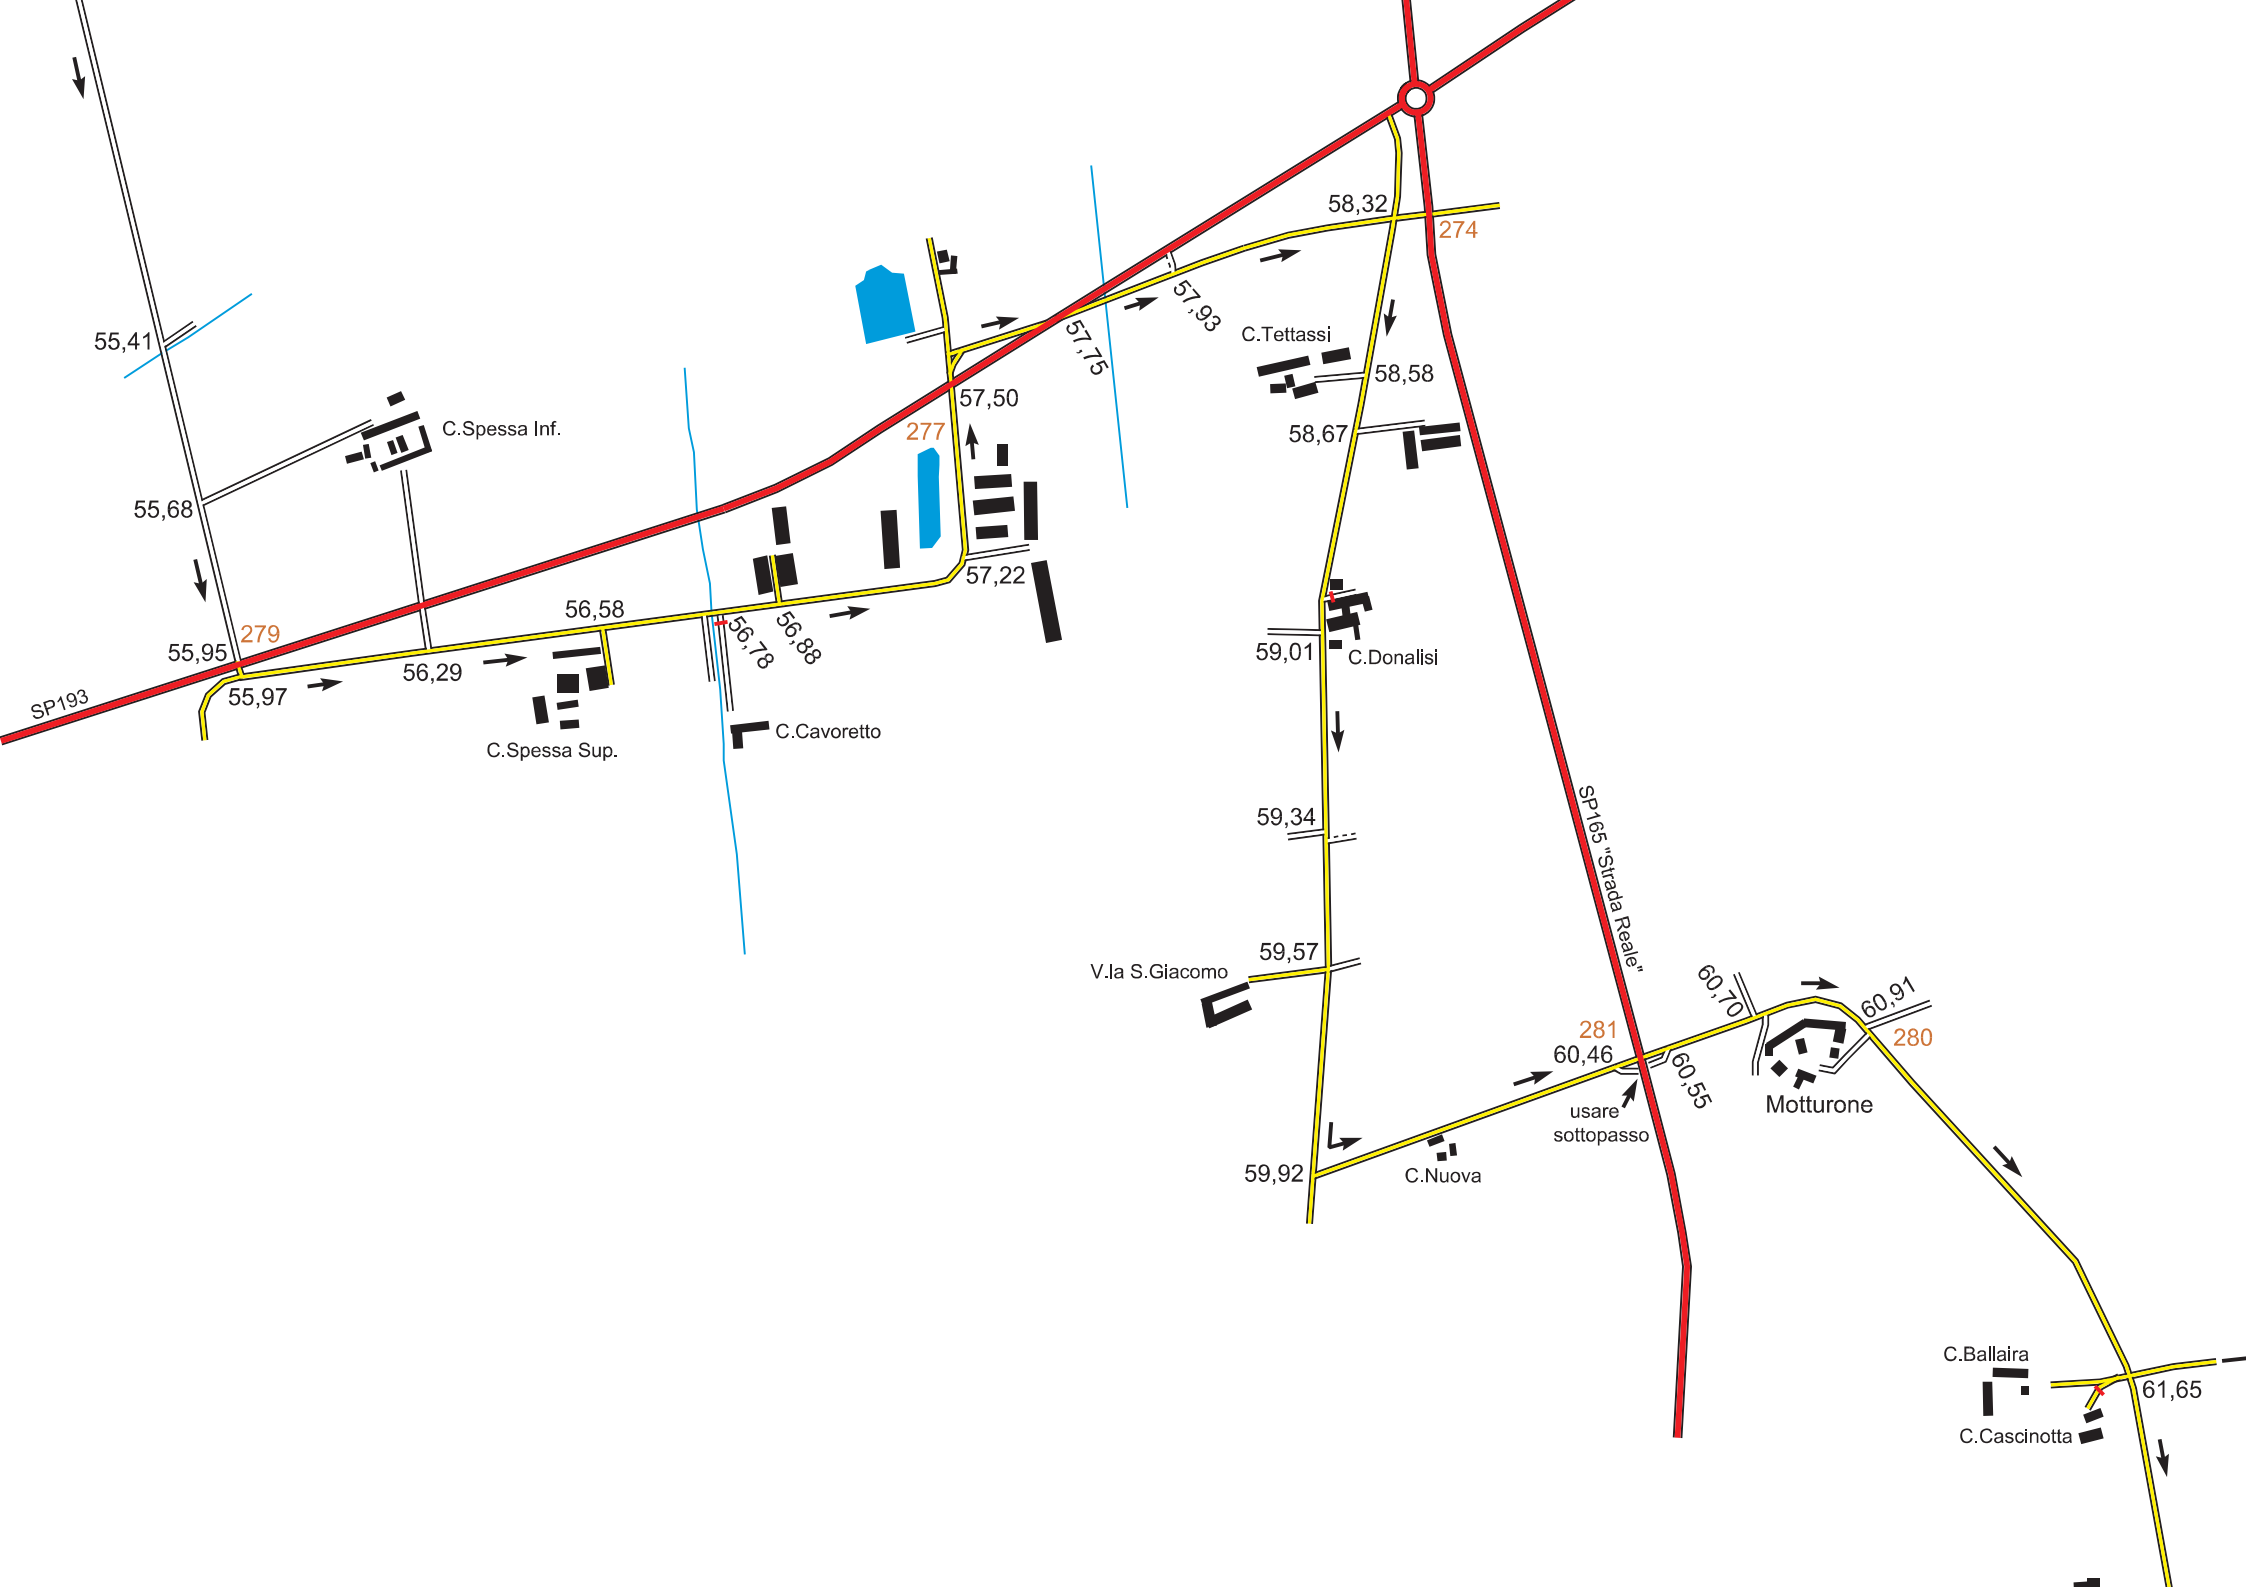 58,32
274
57,93
57,75
C.Tettassi
55,41
58,58
57,50
C.Spessa Inf.
277
58,67
55,68
57,22
56,58
56,78
56,88
279
55,95
56,29
59,01
C.Donalisi
55,97
SP193
C.Cavoretto
C.Spessa Sup.
59,34
SP165 "Strada Reale"
59,57
V.la S.Giacomo
60,70
60,91
281
280
60,46
60,55
usare
sottopasso
Motturone
59,92
C.Nuova
C.Ballaira
61,65
C.Cascinotta